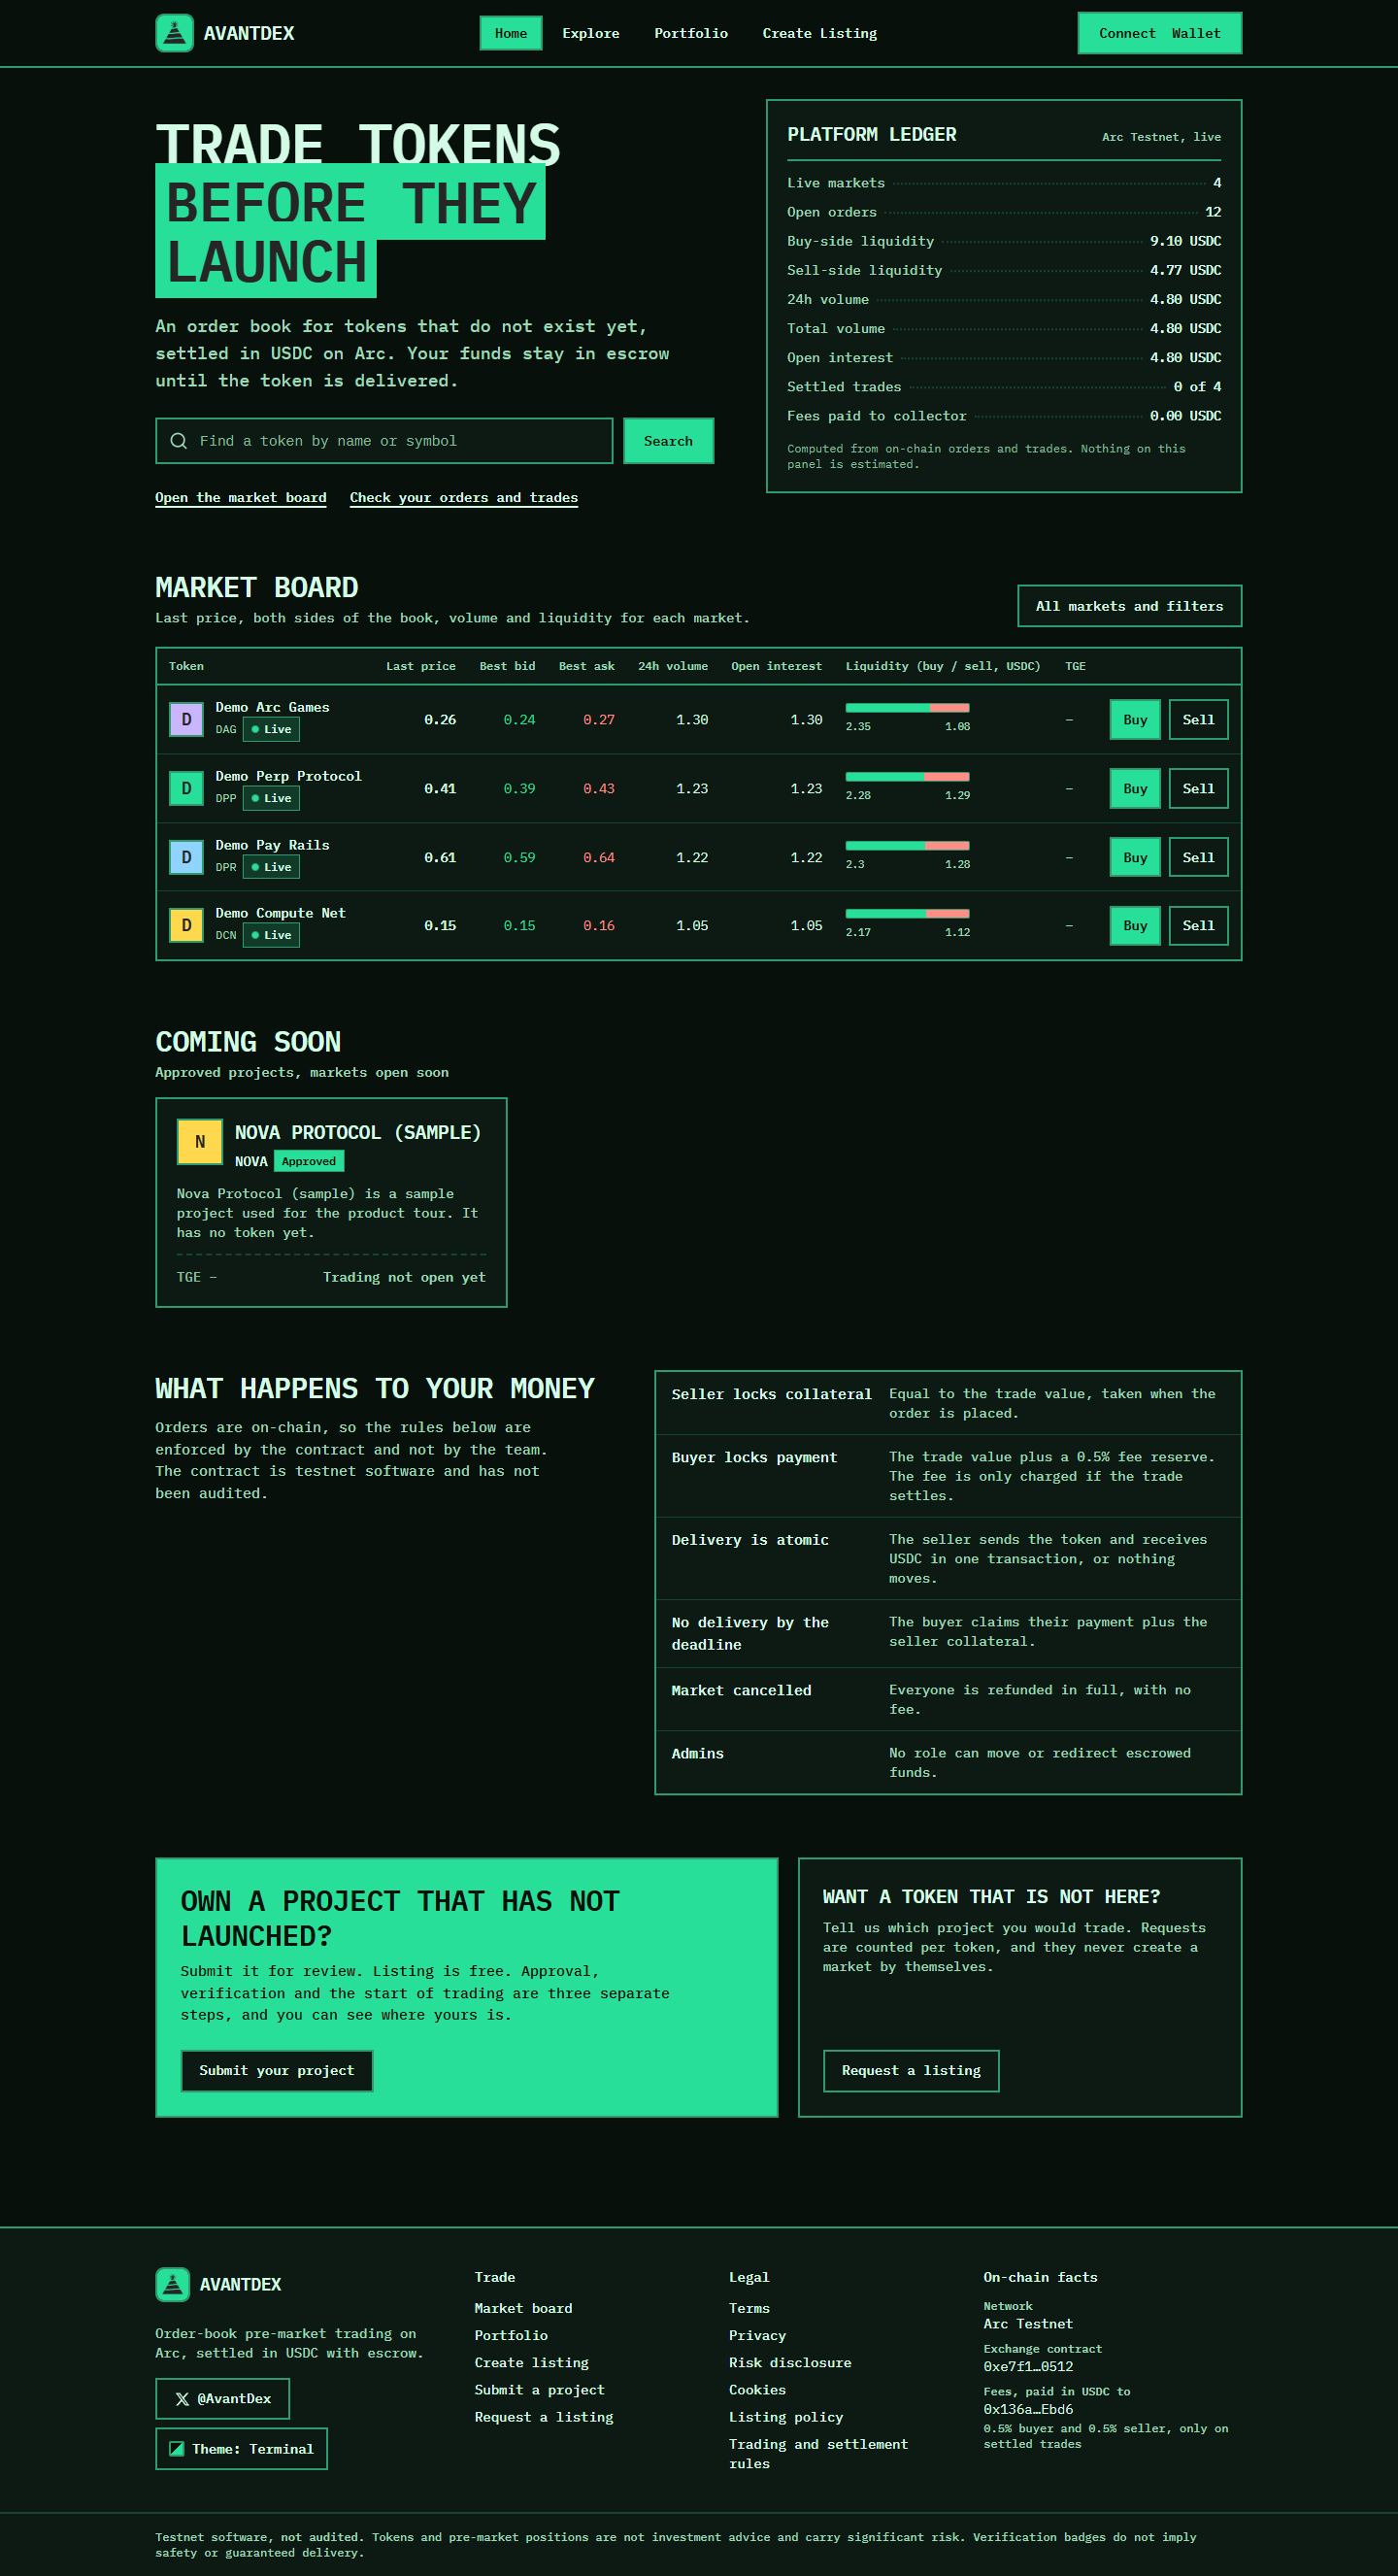 AVANTDEX
Home Explore Portfolio Create Listing
Connect Wallet
TRADE TOKENS
BEFORE THEY
LAUNCH
An order book for tokens that do not exist yet,
settled in USDC on Arc. Your funds stay in escrow
until the token is delivered.
Find a token by name or symbol
Search
Open the market board Check your orders and trades
PLATFORM LEDGER Arc Testnet, live
Live markets 4
Open orders 12
Buy-side liquidity 9.10 USDC
Sell-side liquidity 4.77 USDC
24h volume 4.80 USDC
Total volume 4.80 USDC
Open interest 4.80 USDC
Settled trades 0 of 4
Fees paid to collector 0.00 USDC
Computed from on-chain orders and trades. Nothing on this
panel is estimated.
MARKET BOARD
Last price, both sides of the book, volume and liquidity for each market.
All markets and filters
Token Last price Best bid Best ask 24h volume Open interest Liquidity (buy / sell, USDC) TGE
D Demo Arc Games
DAG Live 0.26 0.24 0.27 1.30 1.30 2.35 1.08 – Buy Sell
D Demo Perp Protocol
DPP Live 0.41 0.39 0.43 1.23 1.23 2.28 1.29 – Buy Sell
D Demo Pay Rails
DPR Live 0.61 0.59 0.64 1.22 1.22 2.3 1.28 – Buy Sell
D Demo Compute Net
DCN Live 0.15 0.15 0.16 1.05 1.05 2.17 1.12 – Buy Sell
COMING SOON
Approved projects, markets open soon
N NOVA PROTOCOL (SAMPLE)
NOVA Approved
Nova Protocol (sample) is a sample
project used for the product tour. It
has no token yet.
TGE – Trading not open yet
WHAT HAPPENS TO YOUR MONEY
Orders are on-chain, so the rules below are
enforced by the contract and not by the team.
The contract is testnet software and has not
been audited.
Seller locks collateral Equal to the trade value, taken when the
order is placed.
Buyer locks payment The trade value plus a 0.5% fee reserve.
The fee is only charged if the trade
settles.
Delivery is atomic The seller sends the token and receives
USDC in one transaction, or nothing
moves.
No delivery by the
deadline
The buyer claims their payment plus the
seller collateral.
Market cancelled Everyone is refunded in full, with no
fee.
Admins No role can move or redirect escrowed
funds.
OWN A PROJECT THAT HAS NOT
LAUNCHED?
Submit it for review. Listing is free. Approval,
verification and the start of trading are three separate
steps, and you can see where yours is.
Submit your project
WANT A TOKEN THAT IS NOT HERE?
Tell us which project you would trade. Requests
are counted per token, and they never create a
market by themselves.
Request a listing
AVANTDEX
Order-book pre-market trading on
Arc, settled in USDC with escrow.
@AvantDex
Theme: Terminal
Trade
Market board
Portfolio
Create listing
Submit a project
Request a listing
Legal
Terms
Privacy
Risk disclosure
Cookies
Listing policy
Trading and settlement
rules
On-chain facts
Network
Arc Testnet
Exchange contract
0xe7f1…0512
Fees, paid in USDC to
0x136a…Ebd6
0.5% buyer and 0.5% seller, only on
settled trades
Testnet software, not audited. Tokens and pre-market positions are not investment advice and carry significant risk. Verification badges do not imply
safety or guaranteed delivery.